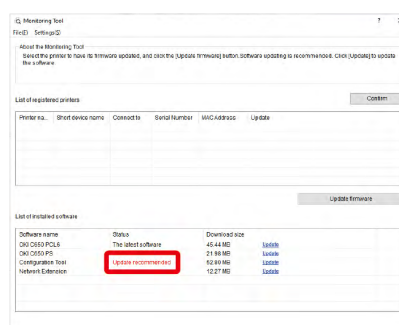 Monitoring Tool ?
File(F) Settings(S)
About the Monitoring Tool
Select the printer to have its firmware updated, and click the [Update firmware] button. Software updating is recommended. Click [Update] to update
the software.
List of registered printers Confirm
Printer na... Short device name Connect to Serial Number MAC Address Update
Update firmware
List of installed software
Software name Status Download size
OKI C650 PCL6 The latest software 45.44 MB Update
OKI C650 PS 21.98 MB Update
Configuration Tool Update recommended 52.80 MB Update
Network Extension 12.27 MB Update